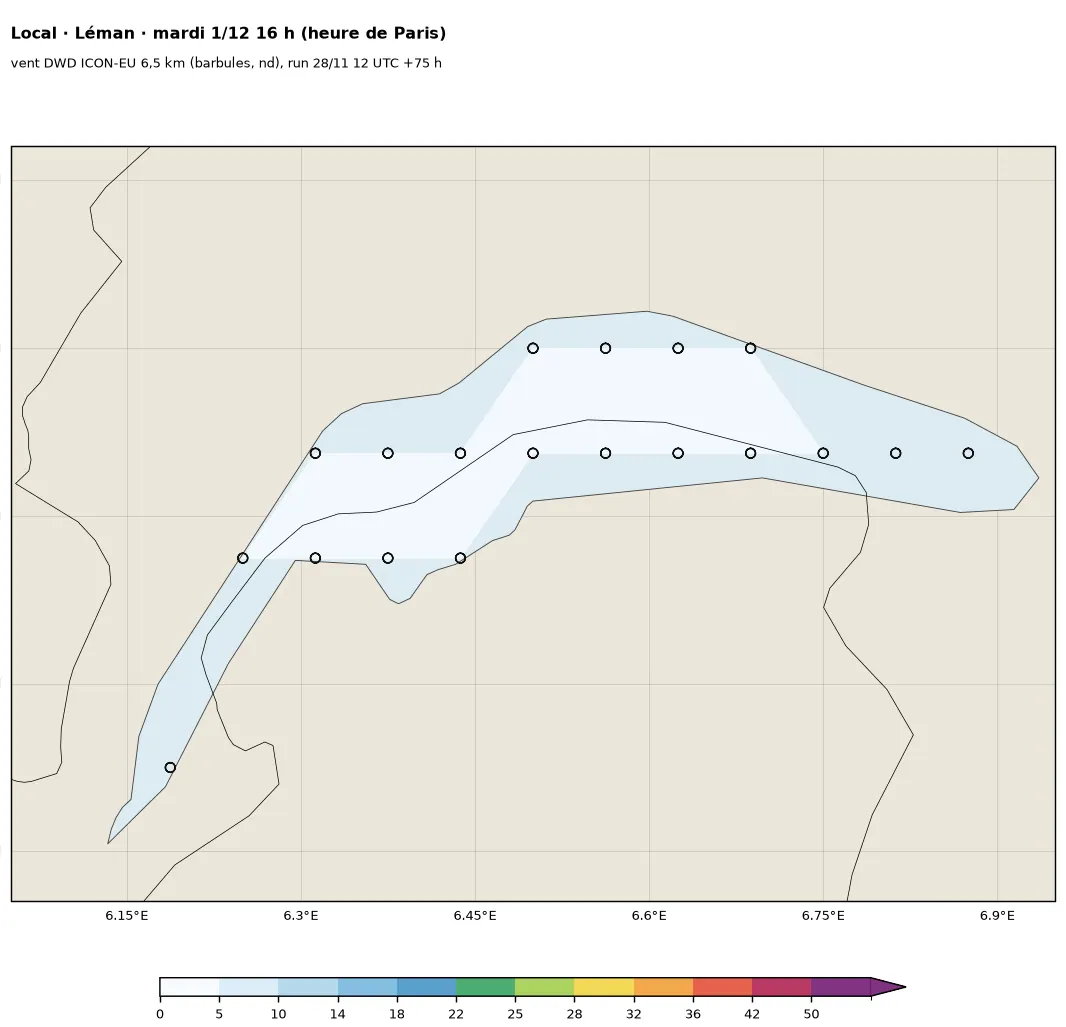 Local · Léman · mardi 1/12 16 h (heure de Paris)
vent DWD ICON-EU 6,5 km (barbules, nd), run 28/11 12 UTC +75 h
6.15°E 6.3°E 6.45°E 6.6°E 6.75°E 6.9°E
0 5 10 14 18 22 25 28 32 36 42 50